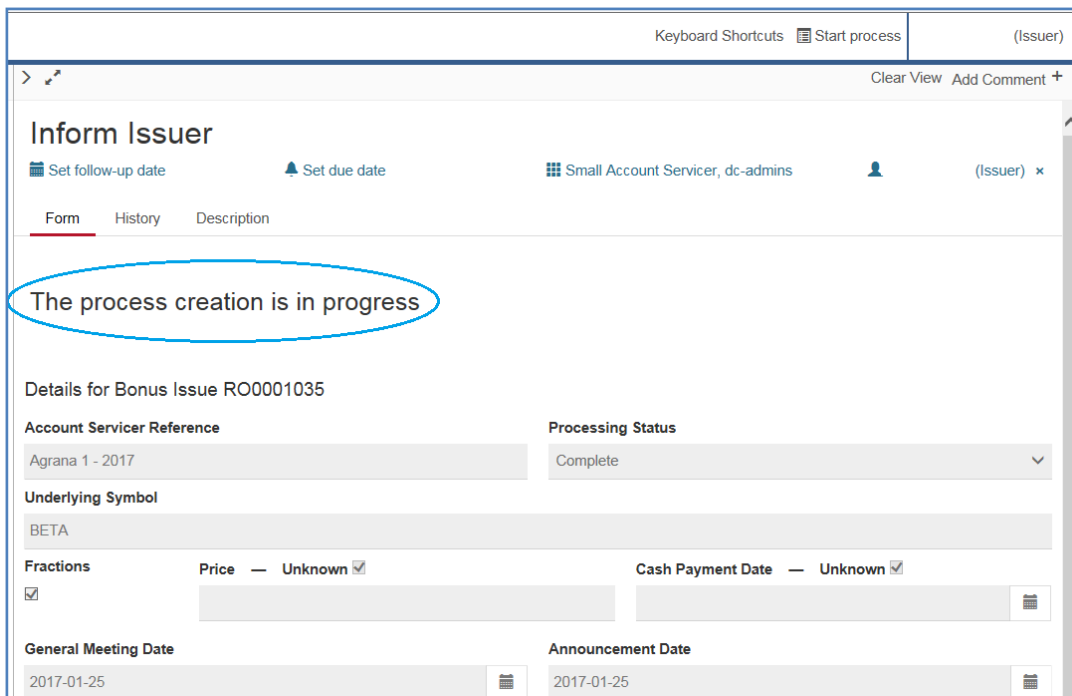 Keyboard Shortcuts Start process (Issuer)
Clear View Add Comment +
Inform Issuer
Set follow-up date Set due date Small Account Servicer, dc-admins (Issuer) ×
Form History Description
The process creation is in progress
Details for Bonus Issue RO0001035
Account Servicer Reference Processing Status
Agrana 1 - 2017 Complete
Underlying Symbol
BETA
Fractions Price — Unknown Cash Payment Date — Unknown
General Meeting Date Announcement Date
2017-01-25 2017-01-25